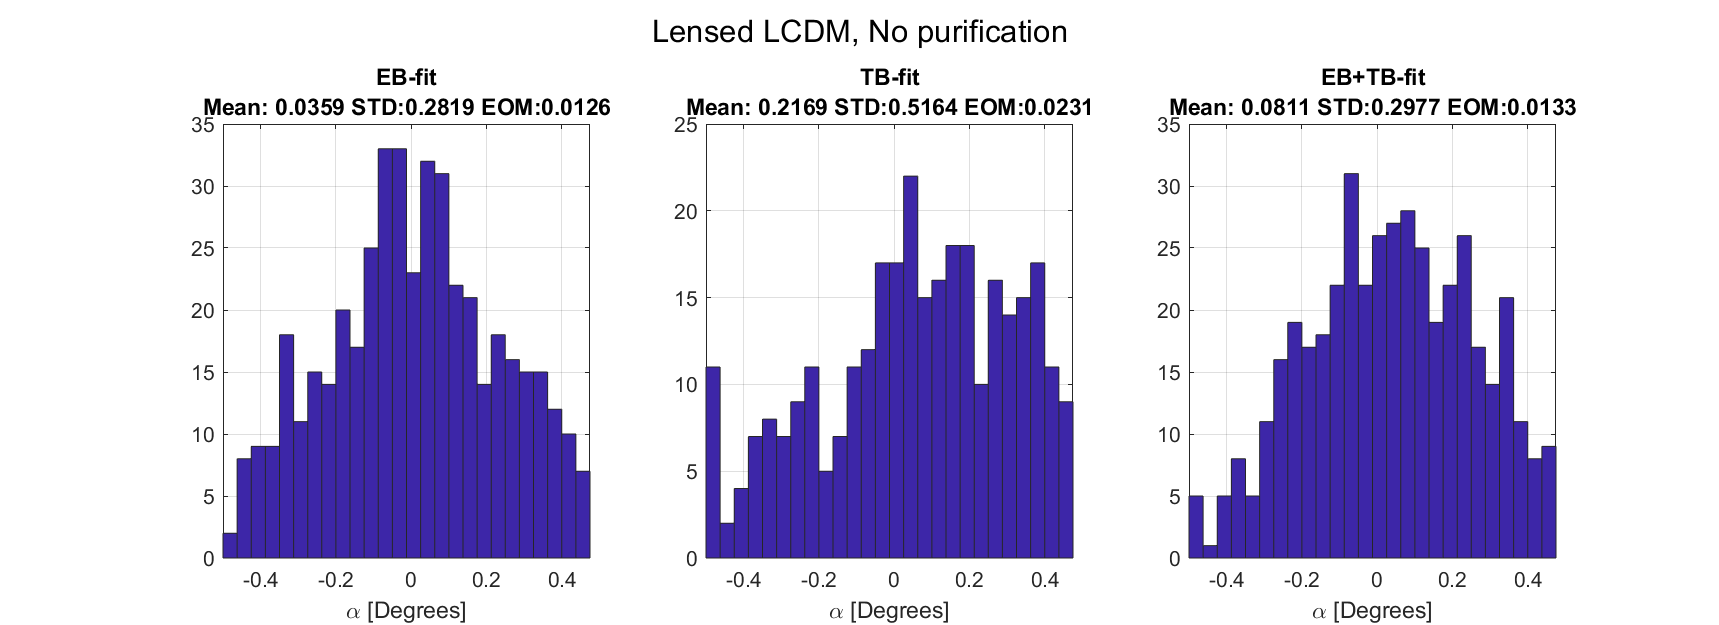 Lensed LCDM, No purification
EB-fit
Mean: 0.0359 STD:0.2819 EOM:0.0126
35
30
25
20
15
10
5
0
-0.4 -0.2 0 0.2 0.4
α [Degrees]
TB-fit
Mean: 0.2169 STD:0.5164 EOM:0.0231
25
20
15
10
5
0
-0.4 -0.2 0 0.2 0.4
α [Degrees]
EB+TB-fit
Mean: 0.0811 STD:0.2977 EOM:0.0133
35
30
25
20
15
10
5
0
-0.4 -0.2 0 0.2 0.4
α [Degrees]